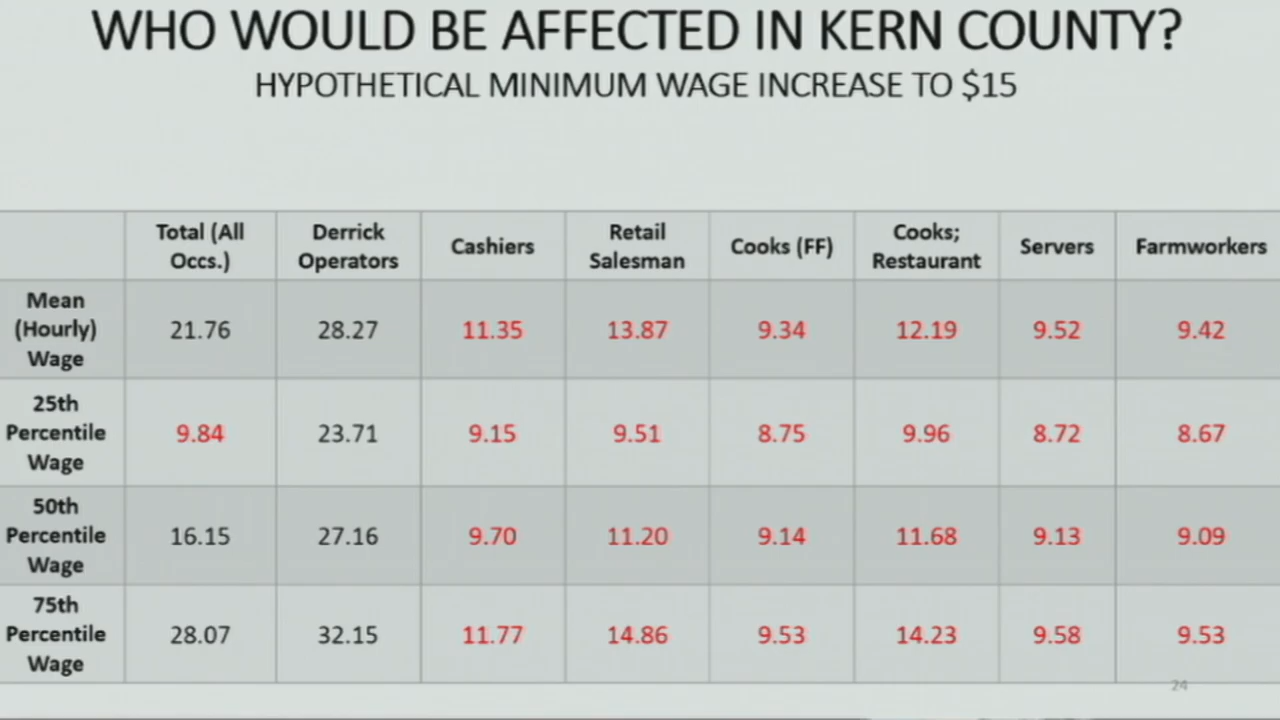 WHO WOULD BE AFFECTED IN KERN COUNTY?
HYPOTHETICAL MINIMUM WAGE INCREASE TO $15
Total (All Occs.) Derrick Operators Cashiers Retail Salesman Cooks (FF) Cooks; Restaurant Servers Farmworkers
Mean (Hourly) Wage 21.76 28.27 11.35 13.87 9.34 12.19 9.52 9.42
25th Percentile Wage 9.84 23.71 9.15 9.51 8.75 9.96 8.72 8.67
50th Percentile Wage 16.15 27.16 9.70 11.20 9.14 11.68 9.13 9.09
75th Percentile Wage 28.07 32.15 11.77 14.86 9.53 14.23 9.58 9.53
24